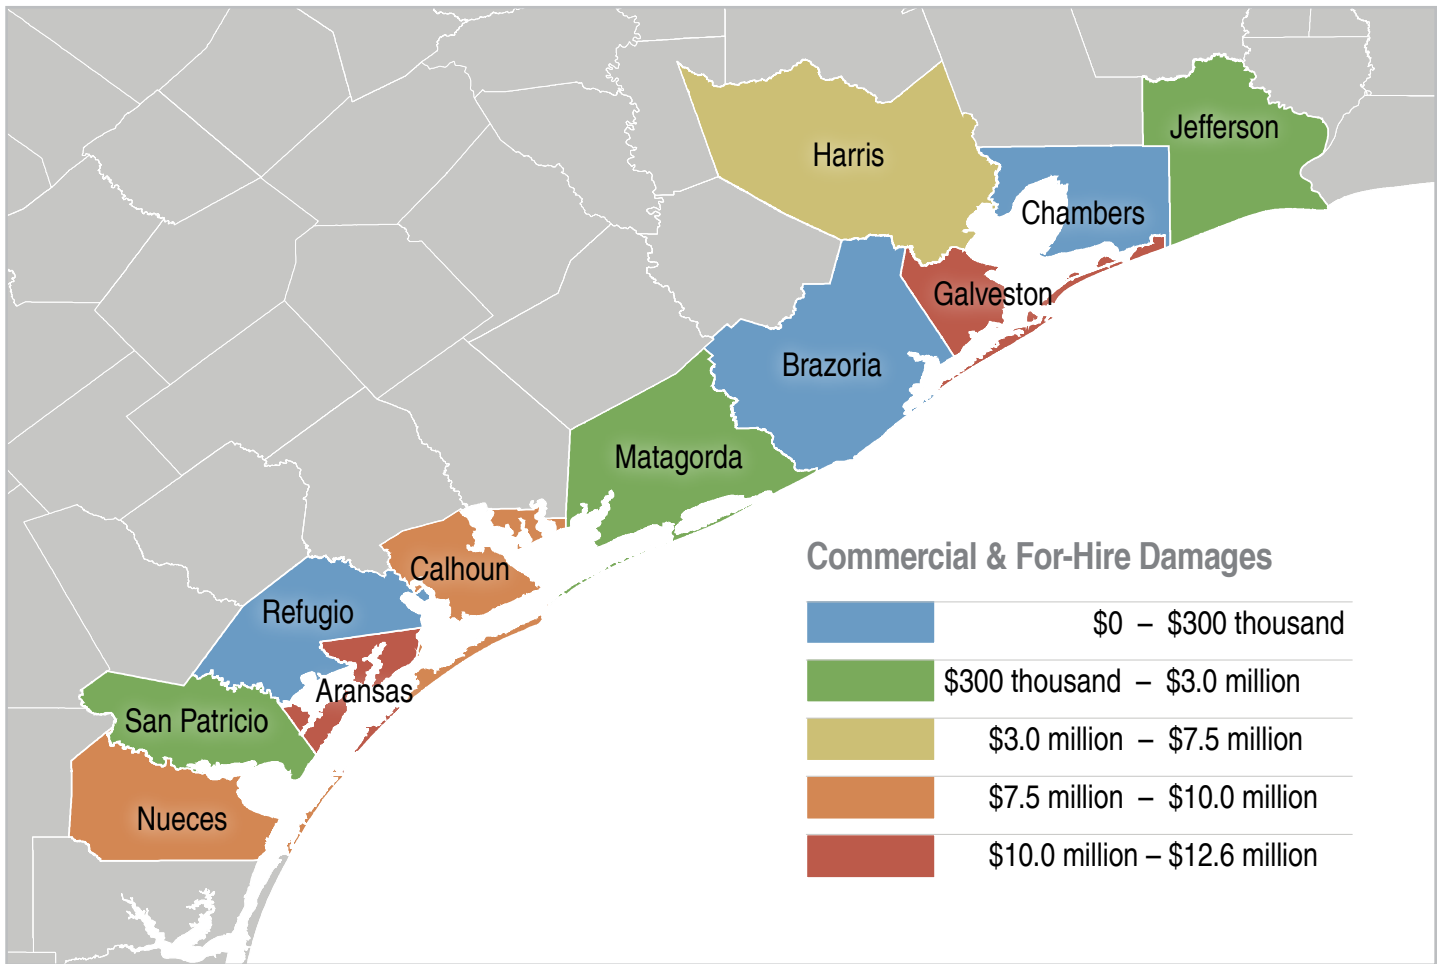 Jefferson
Harris
Chambers
Galveston
Brazoria
Matagorda
Calhoun
Refugio
Aransas
San Patricio
Nueces
Commercial & For-Hire Damages
$0 – $300 thousand
$300 thousand – $3.0 million
$3.0 million – $7.5 million
$7.5 million – $10.0 million
$10.0 million – $12.6 million